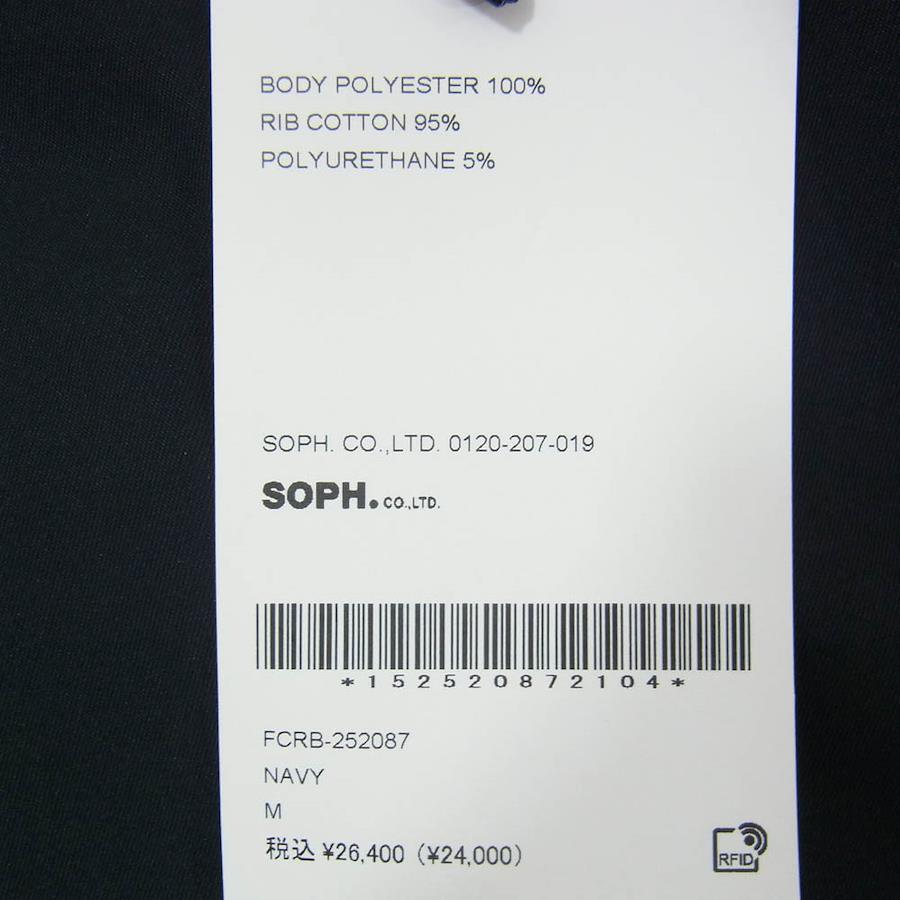 BODY POLYESTER 100%
RIB COTTON 95%
POLYURETHANE 5%
SOPH. CO.,LTD. 0120-207-019
SOPH. CO.,LTD.
*152520872104*
FCRB-252087
NAVY
M
税込 ¥26,400 (¥24,000)
RFID